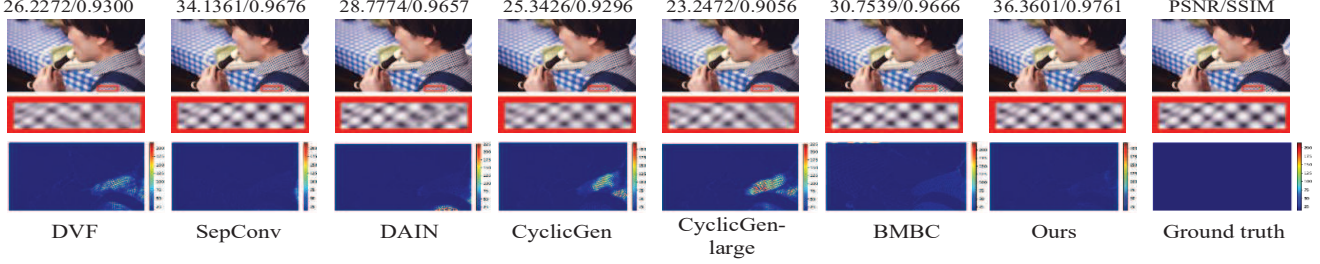 26.2272/0.9300 34.1361/0.9676 28.7774/0.9657 25.3426/0.9296 23.2472/0.9056 30.7539/0.9666 36.3601/0.9761 PSNR/SSIM
DVF SepConv DAIN CyclicGen CyclicGen- BMBC Ours Ground truth
large